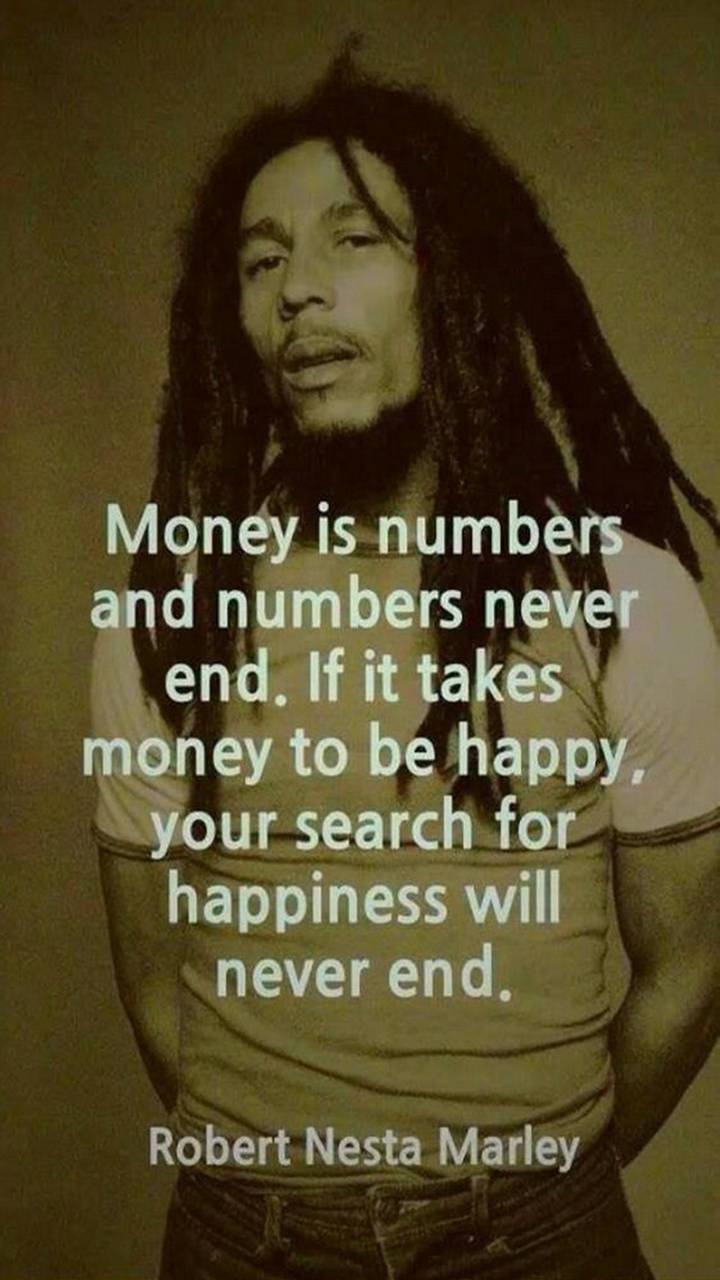 Money is numbers
and numbers never
end. If it takes
money to be happy,
your search for
happiness will
never end.
Robert Nesta Marley